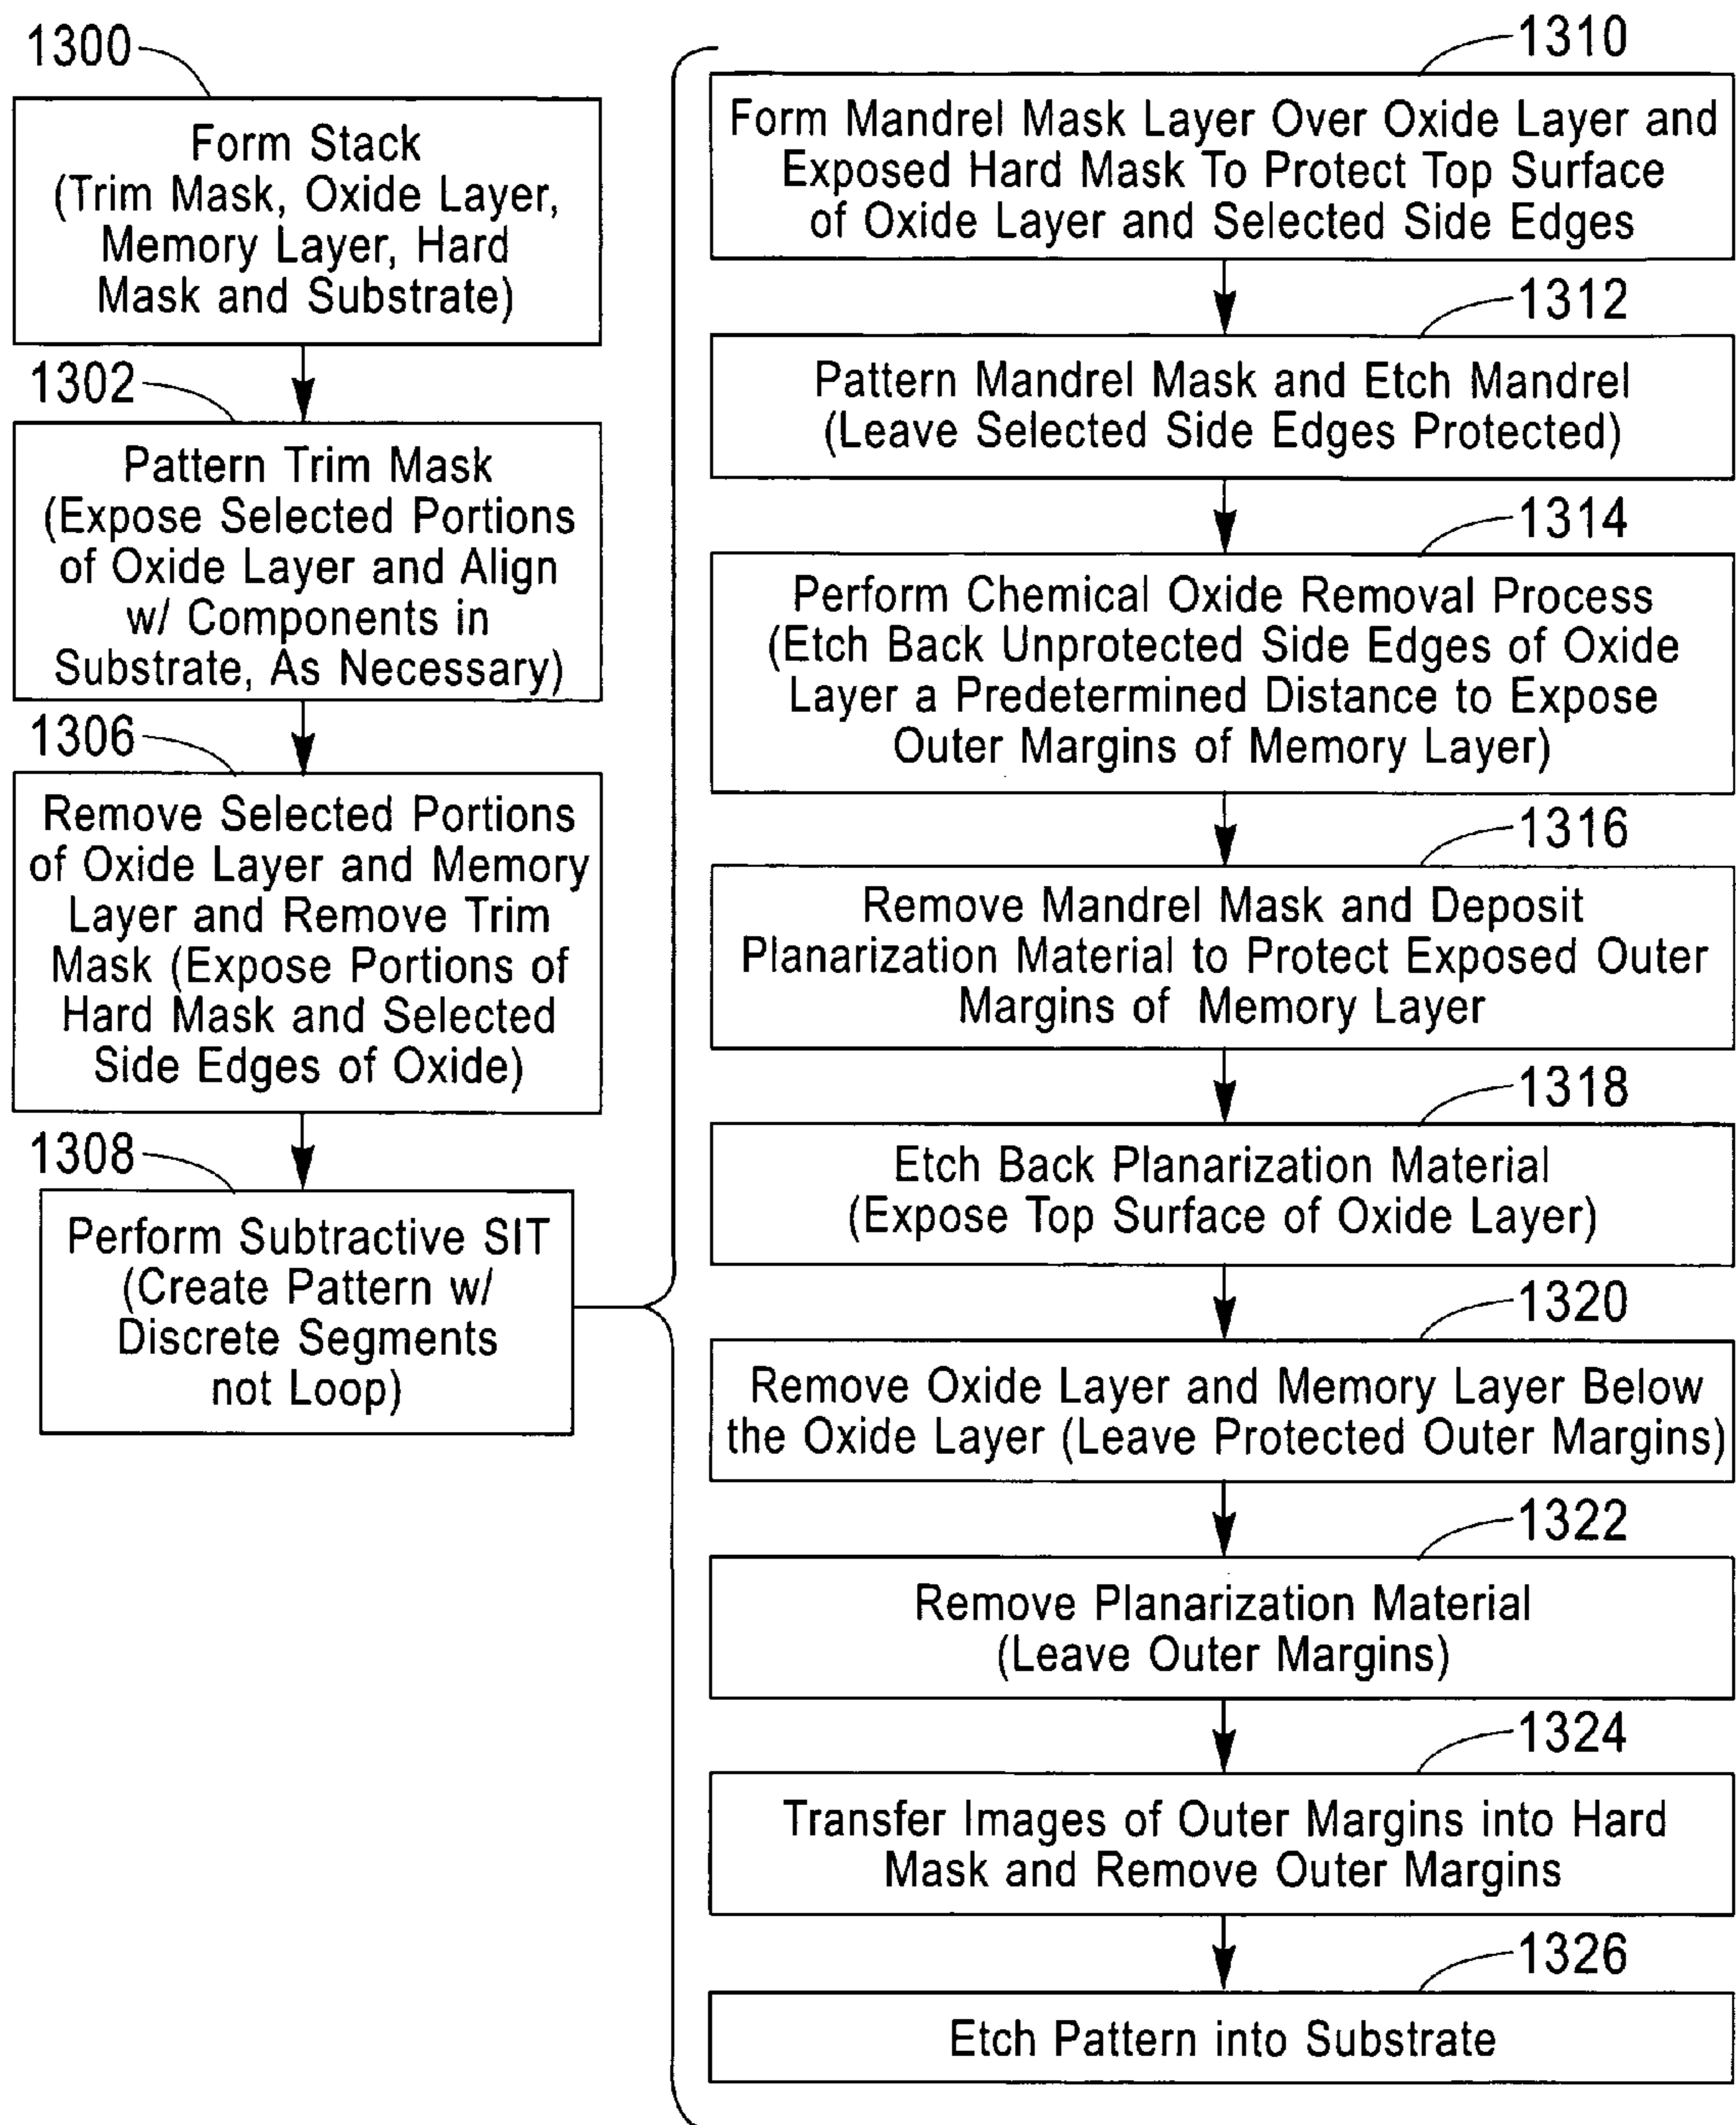 1300
Form Stack
(Trim Mask, Oxide Layer,
Memory Layer, Hard
Mask and Substrate)
1302
Pattern Trim Mask
(Expose Selected Portions
of Oxide Layer and Align
w/ Components in
Substrate, As Necessary)
1306
Remove Selected Portions
of Oxide Layer and Memory
Layer and Remove Trim
Mask (Expose Portions of
Hard Mask and Selected
Side Edges of Oxide)
1308
Perform Subtractive SIT
(Create Pattern w/
Discrete Segments
not Loop)
1310
Form Mandrel Mask Layer Over Oxide Layer and
Exposed Hard Mask To Protect Top Surface
of Oxide Layer and Selected Side Edges
1312
Pattern Mandrel Mask and Etch Mandrel
(Leave Selected Side Edges Protected)
1314
Perform Chemical Oxide Removal Process
(Etch Back Unprotected Side Edges of Oxide
Layer a Predetermined Distance to Expose
Outer Margins of Memory Layer)
1316
Remove Mandrel Mask and Deposit
Planarization Material to Protect Exposed Outer
Margins of Memory Layer
1318
Etch Back Planarization Material
(Expose Top Surface of Oxide Layer)
1320
Remove Oxide Layer and Memory Layer Below
the Oxide Layer (Leave Protected Outer Margins)
1322
Remove Planarization Material
(Leave Outer Margins)
1324
Transfer Images of Outer Margins into Hard
Mask and Remove Outer Margins
1326
Etch Pattern into Substrate